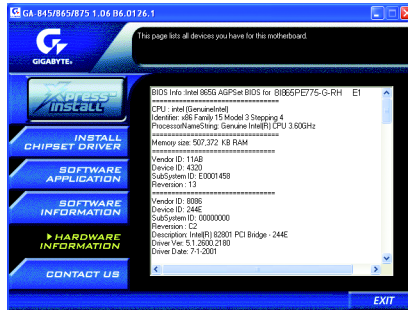 GA-845/865/875 1.06 B6.0126.1
GIGABYTE
This page lists all devices you have for this motherboard.
Xpress-
install
INSTALL
CHIPSET DRIVER
SOFTWARE
APPLICATION
SOFTWARE
INFORMATION
HARDWARE
INFORMATION
CONTACT US
BIOS Info :Intel 865G AGPSet BIOS for 8I865PE775-G-RH E1
================================
CPU : intel (GenuineIntel)
Identifier: x86 Family 15 Model 3 Stepping 4
ProcessorNameString: Genuine Intel(R) CPU 3.60GHz
================================
Memory size: 507,372 KB RAM
================================
Vendor ID: 11AB
Device ID: 4320
SubSystem ID: E0001458
Reversion : 13
================================
Vendor ID: 8086
Device ID: 244E
SubSystem ID: 00000000
Reversion : C2
Description: Intel(R) 82801 PCI Bridge - 244E
Driver Ver: 5.1.2600.2180
Driver Date: 7-1-2001
EXIT